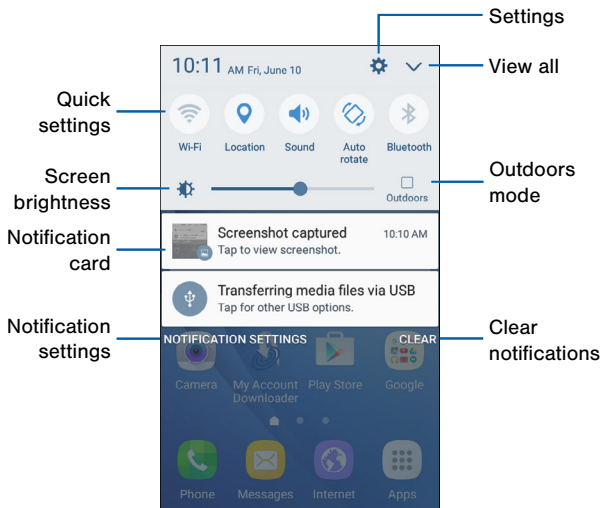 Settings
10:11 AM Fri, June 10
View all
Quick
settings
Wi-Fi
Location
Sound
Auto
rotate
Bluetooth
Screen
brightness
Outdoors
Outdoors
mode
Notification
card
Screenshot captured
10:10 AM
Tap to view screenshot.
Transferring media files via USB
Tap for other USB options.
Notification
settings
NOTIFICATION SETTINGS
CLEAR
Clear
notifications
Camera
My Account
Downloader
Play Store
Google
Phone
Messages
Internet
Apps